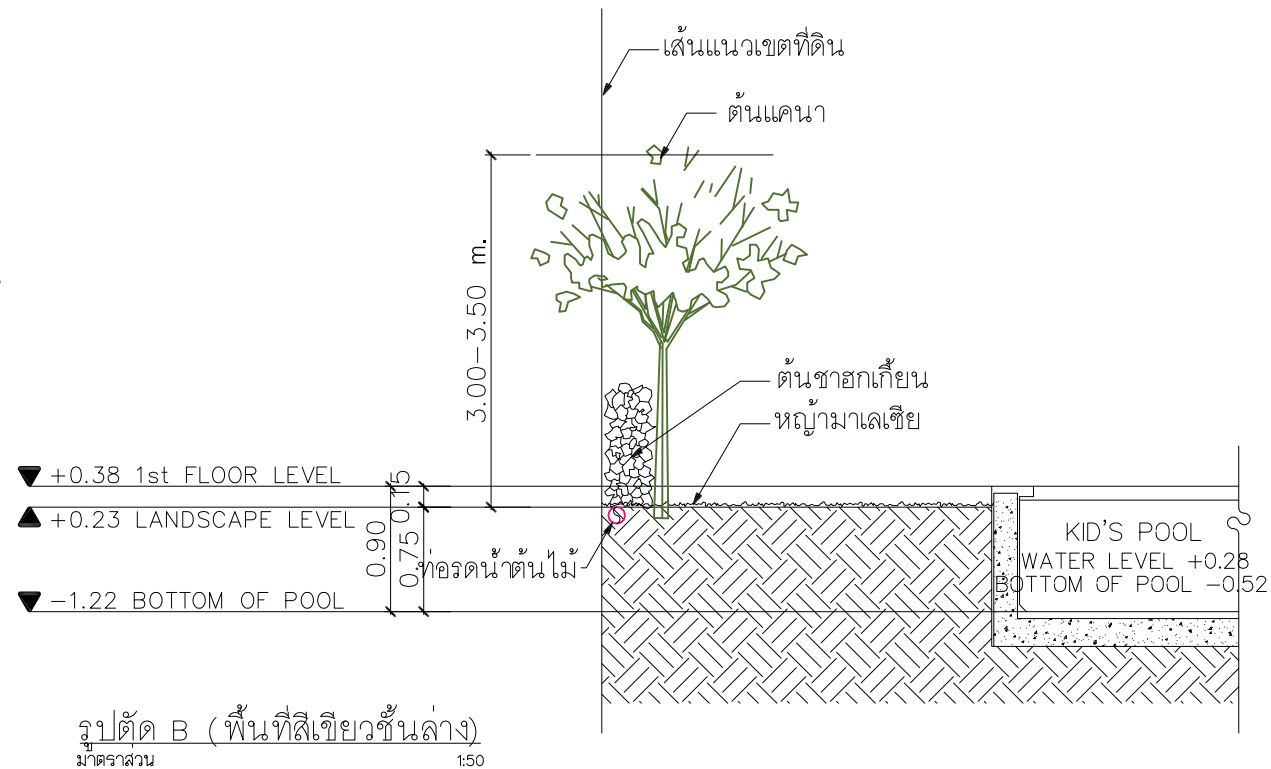 เส้นแนวเขตที่ดิน
ต้นแคนา
3.00-3.50 m.
ต้นชาฮกเกี้ยน
หญ้ามาเลเซีย
+0.38 1st FLOOR LEVEL
0.15
+0.23 LANDSCAPE LEVEL
0.90
0.75
ท่อรดน้ำต้นไม้
-1.22 BOTTOM OF POOL
KID'S POOL
WATER LEVEL +0.28
BOTTOM OF POOL -0.52
รูปตัด B (พื้นที่สีเขียวชั้นล่าง)
มาตราส่วน 1:50